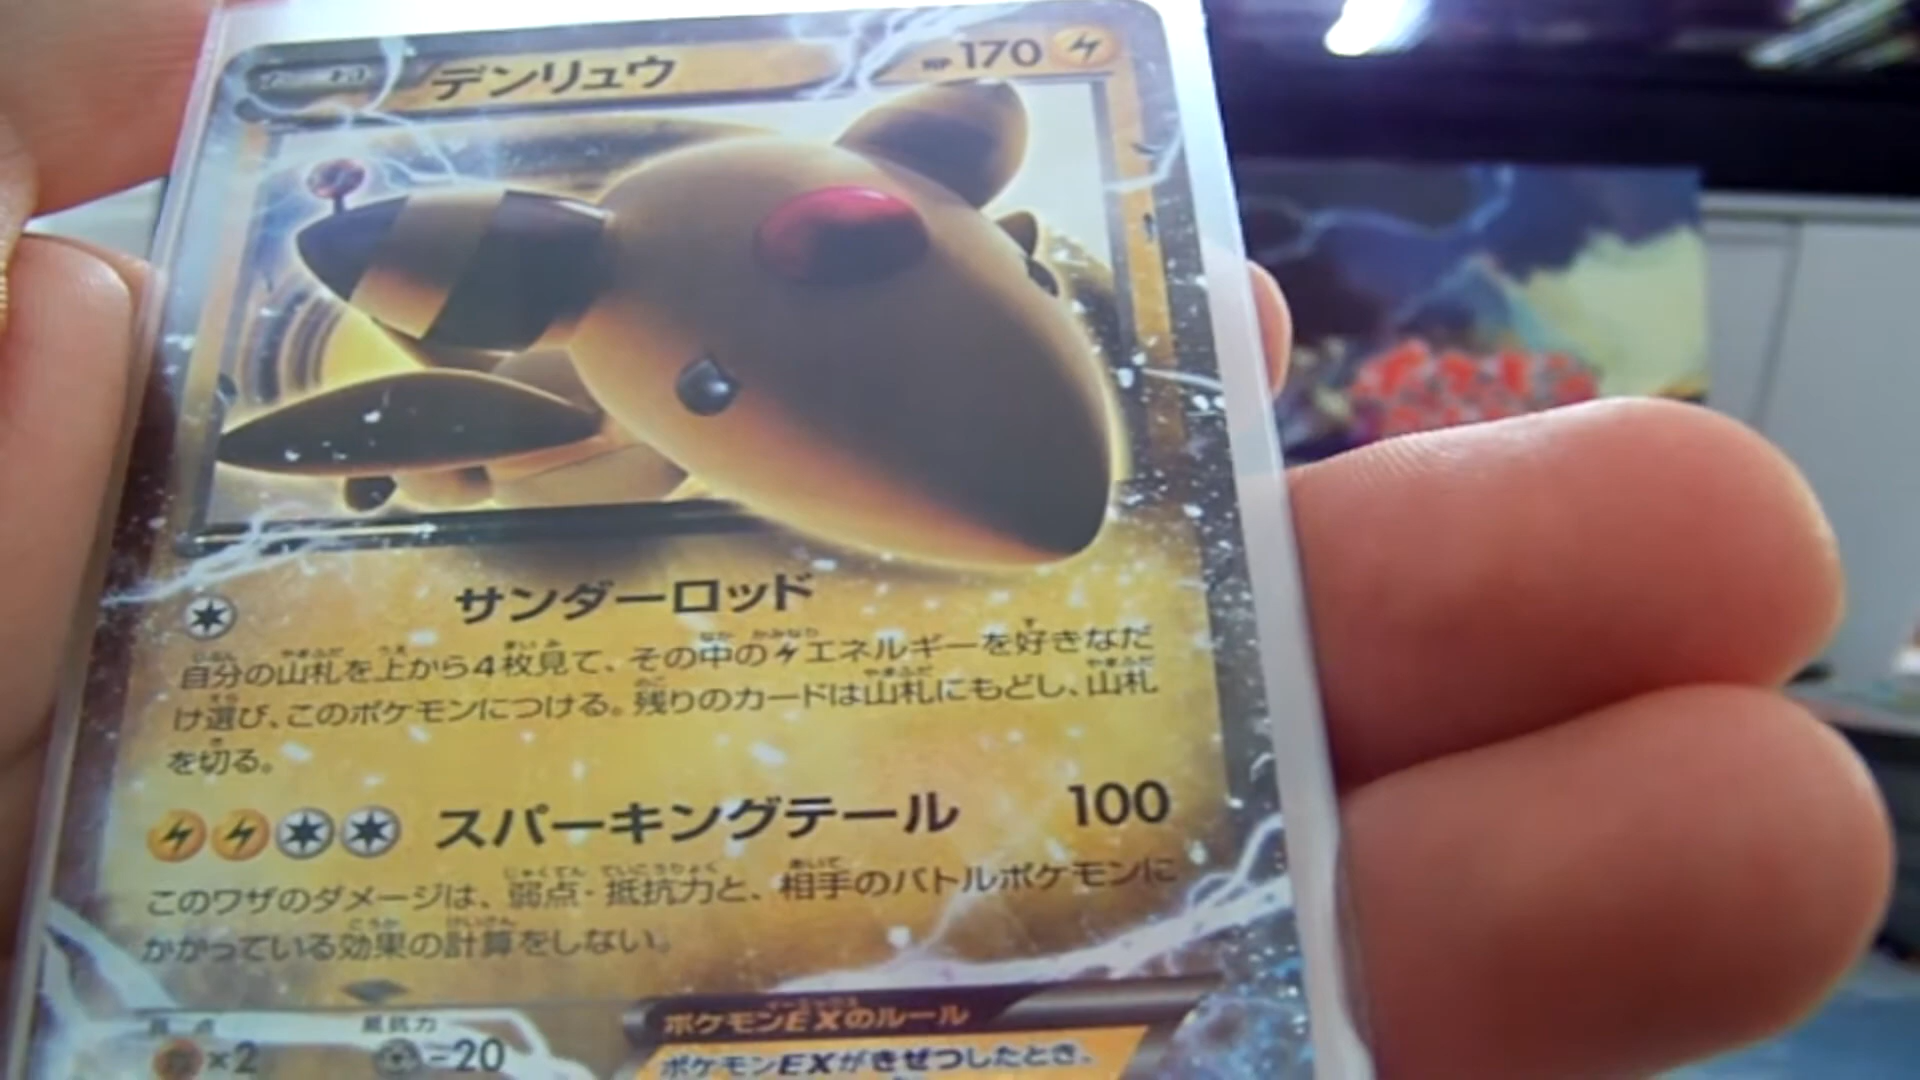 デンリュウ
HP170
サンダーロッド
自分の山札を上から4枚見て、その中のエネルギーを好きなだ
け選び、このポケモンにつける。残りのカードは山札にもどし、山札
を切る。
スパーキングテール 100
このワザのダメージは、弱点・抵抗力と、相手のバトルポケモンに
かかっている効果の計算をしない。
弱点 抵抗力
×2 -20
ポケモンEXのルール
ポケモンEXがきぜつしたとき、